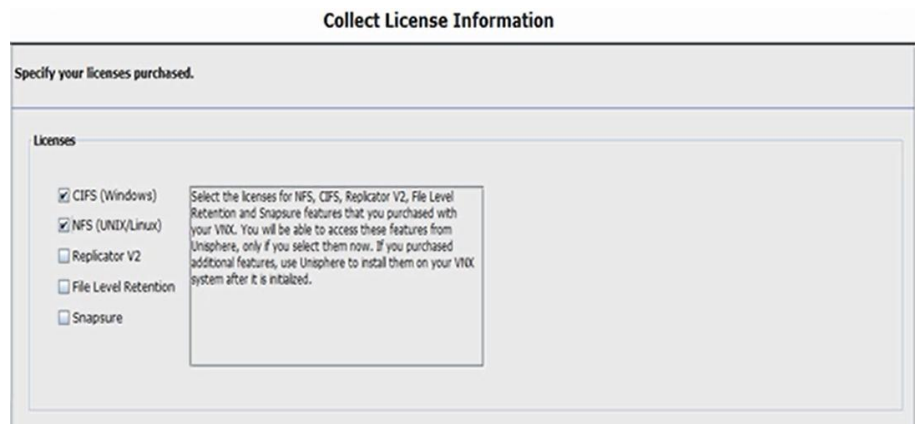 Collect License Information
Specify your licenses purchased.
Licenses
CIFS (Windows)
NFS (UNIX/Linux)
Replicator V2
File Level Retention
Snapsure
Select the licenses for NFS, CIFS, Replicator V2, File Level
Retention and Snapsure features that you purchased with
your VNX. You will be able to access these features from
Unisphere, only if you select them now. If you purchased
additional features, use Unisphere to install them on your VNX
system after it is initialized.